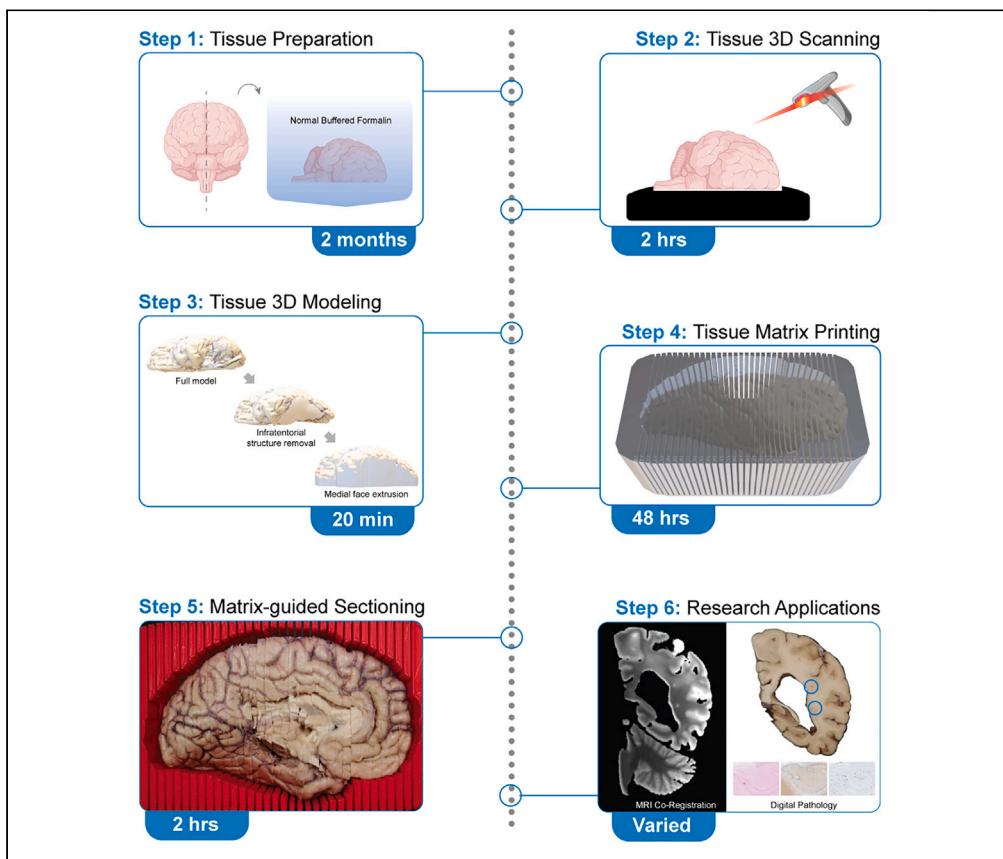 Step 1: Tissue Preparation
Normal Buffered Formalin
2 months
Step 2: Tissue 3D Scanning
2 hrs
Step 3: Tissue 3D Modeling
Full model
Infratentorial
structure removal
Medial face extrusion
20 min
Step 4: Tissue Matrix Printing
48 hrs
Step 5: Matrix-guided Sectioning
2 hrs
Step 6: Research Applications
MRI Co-Registration
Digital Pathology
Varied